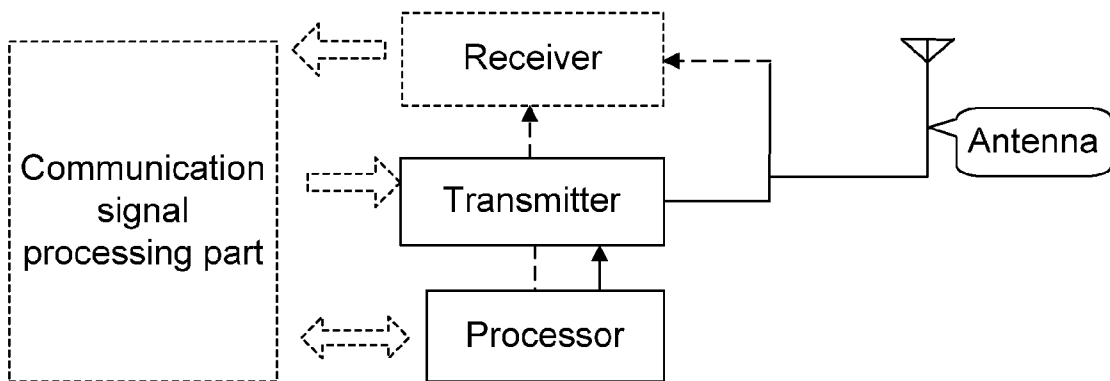 Receiver
Communication
signal
processing part
Transmitter
Antenna
Processor